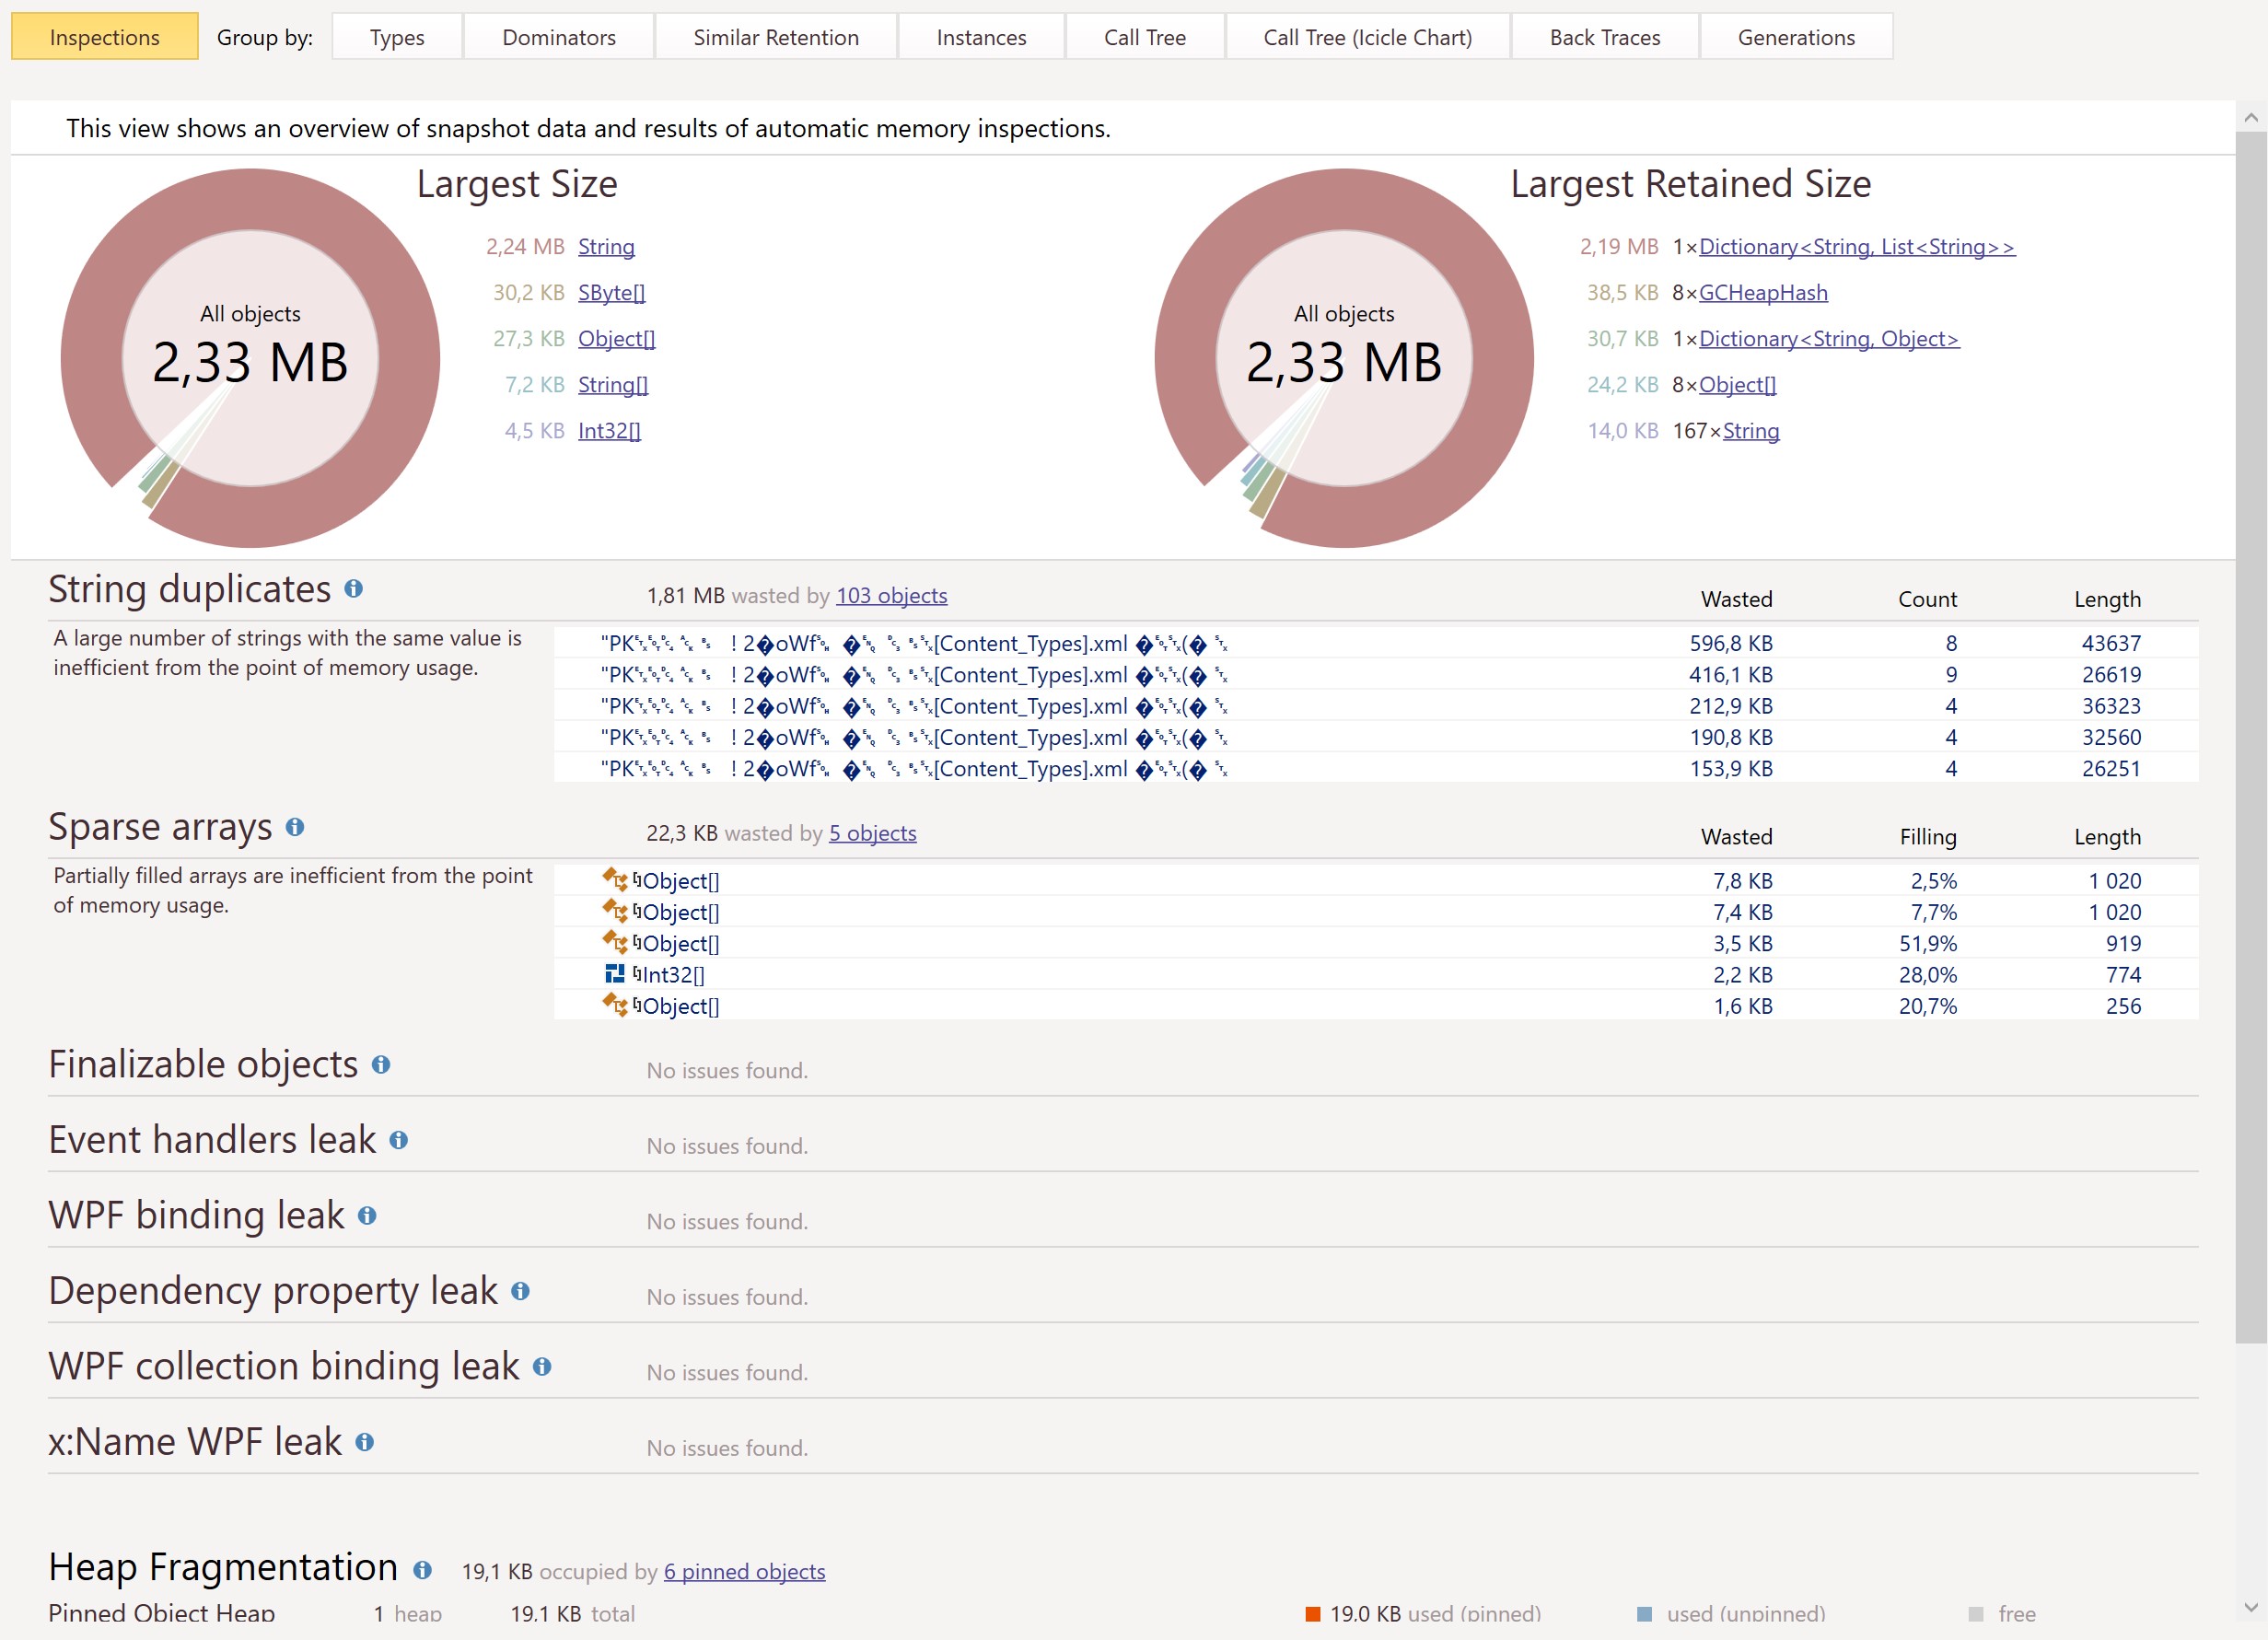 Inspections Group by: Types Dominators Similar Retention Instances Call Tree Call Tree (Icicle Chart) Back Traces Generations
This view shows an overview of snapshot data and results of automatic memory inspections.
Largest Size
All objects
2,33 MB
2,24 MB String
30,2 KB SByte[]
27,3 KB Object[]
7,2 KB String[]
4,5 KB Int32[]
Largest Retained Size
All objects
2,33 MB
2,19 MB 1×Dictionary<String, List<String>>
38,5 KB 8×GCHeapHash
30,7 KB 1×Dictionary<String, Object>
24,2 KB 8×Object[]
14,0 KB 167×String
String duplicates 1,81 MB wasted by 103 objects Wasted Count Length
A large number of strings with the same value is
inefficient from the point of memory usage.
"PK ! 2�oWf � [Content_Types].xml � (� 596,8 KB 8 43637
"PK ! 2�oWf � [Content_Types].xml � (� 416,1 KB 9 26619
"PK ! 2�oWf � [Content_Types].xml � (� 212,9 KB 4 36323
"PK ! 2�oWf � [Content_Types].xml � (� 190,8 KB 4 32560
"PK ! 2�oWf � [Content_Types].xml � (� 153,9 KB 4 26251
Sparse arrays 22,3 KB wasted by 5 objects Wasted Filling Length
Partially filled arrays are inefficient from the point
of memory usage.
Object[] 7,8 KB 2,5% 1 020
Object[] 7,4 KB 7,7% 1 020
Object[] 3,5 KB 51,9% 919
Int32[] 2,2 KB 28,0% 774
Object[] 1,6 KB 20,7% 256
Finalizable objects No issues found.
Event handlers leak No issues found.
WPF binding leak No issues found.
Dependency property leak No issues found.
WPF collection binding leak No issues found.
x:Name WPF leak No issues found.
Heap Fragmentation 19,1 KB occupied by 6 pinned objects
Pinned Object Heap 1 heap 19,1 KB total 19,0 KB used (pinned) used (unpinned) free